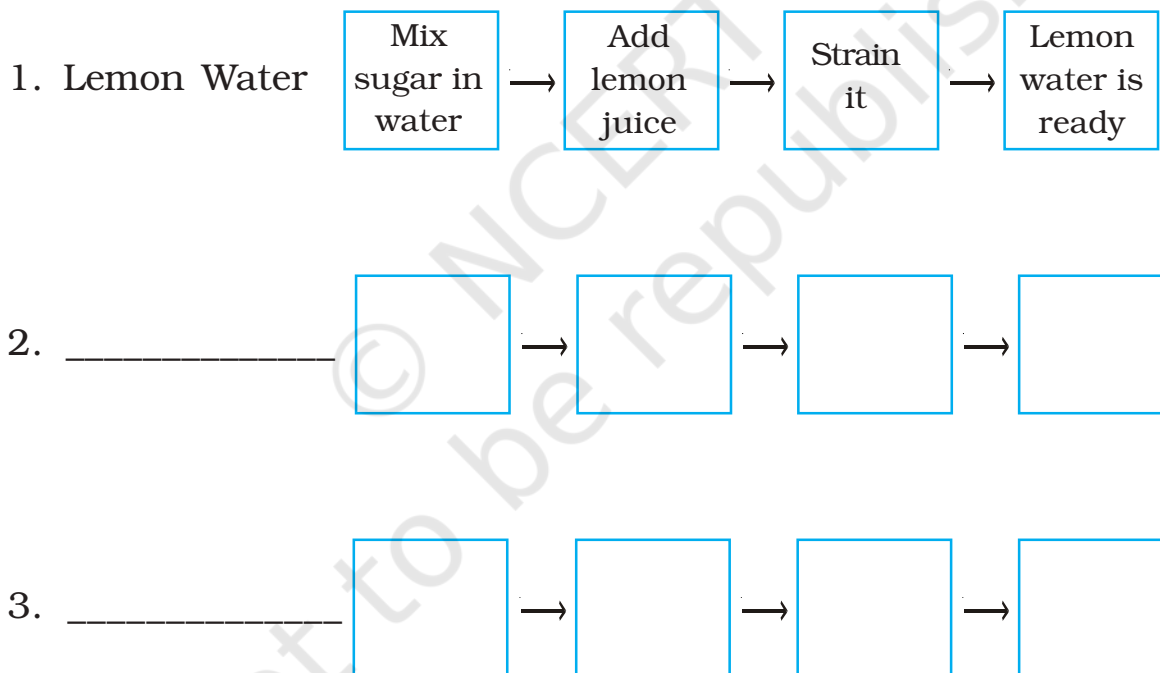 1. Lemon Water
Mix
sugar in
water
Add
lemon
juice
Strain
it
Lemon
water is
ready
2. ______________
3. ______________
© NCERT
not to be republished